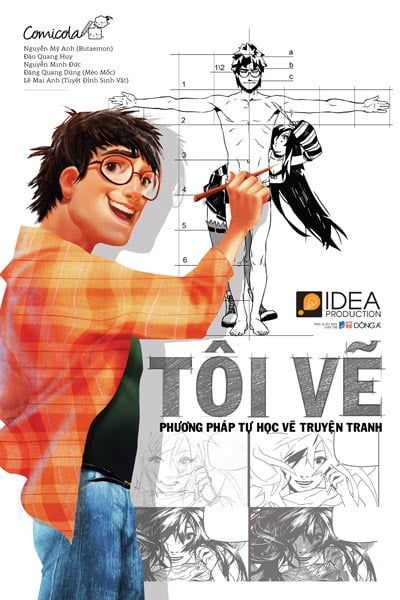 Comicola
Nguyễn Mỹ Anh (Butaemon)
Đào Quang Huy
Nguyễn Minh Đức
Đặng Quang Dũng (Mèo Mốc)
Lê Mai Anh (Tuyệt Đỉnh Sinh Vật)
a
1\2
b
c
1
2
3
4
5
6
IDEA
PRODUCTION
ĐÔNG A
TÔI VẼ
PHƯƠNG PHÁP TỰ HỌC VẼ TRUYỆN TRANH